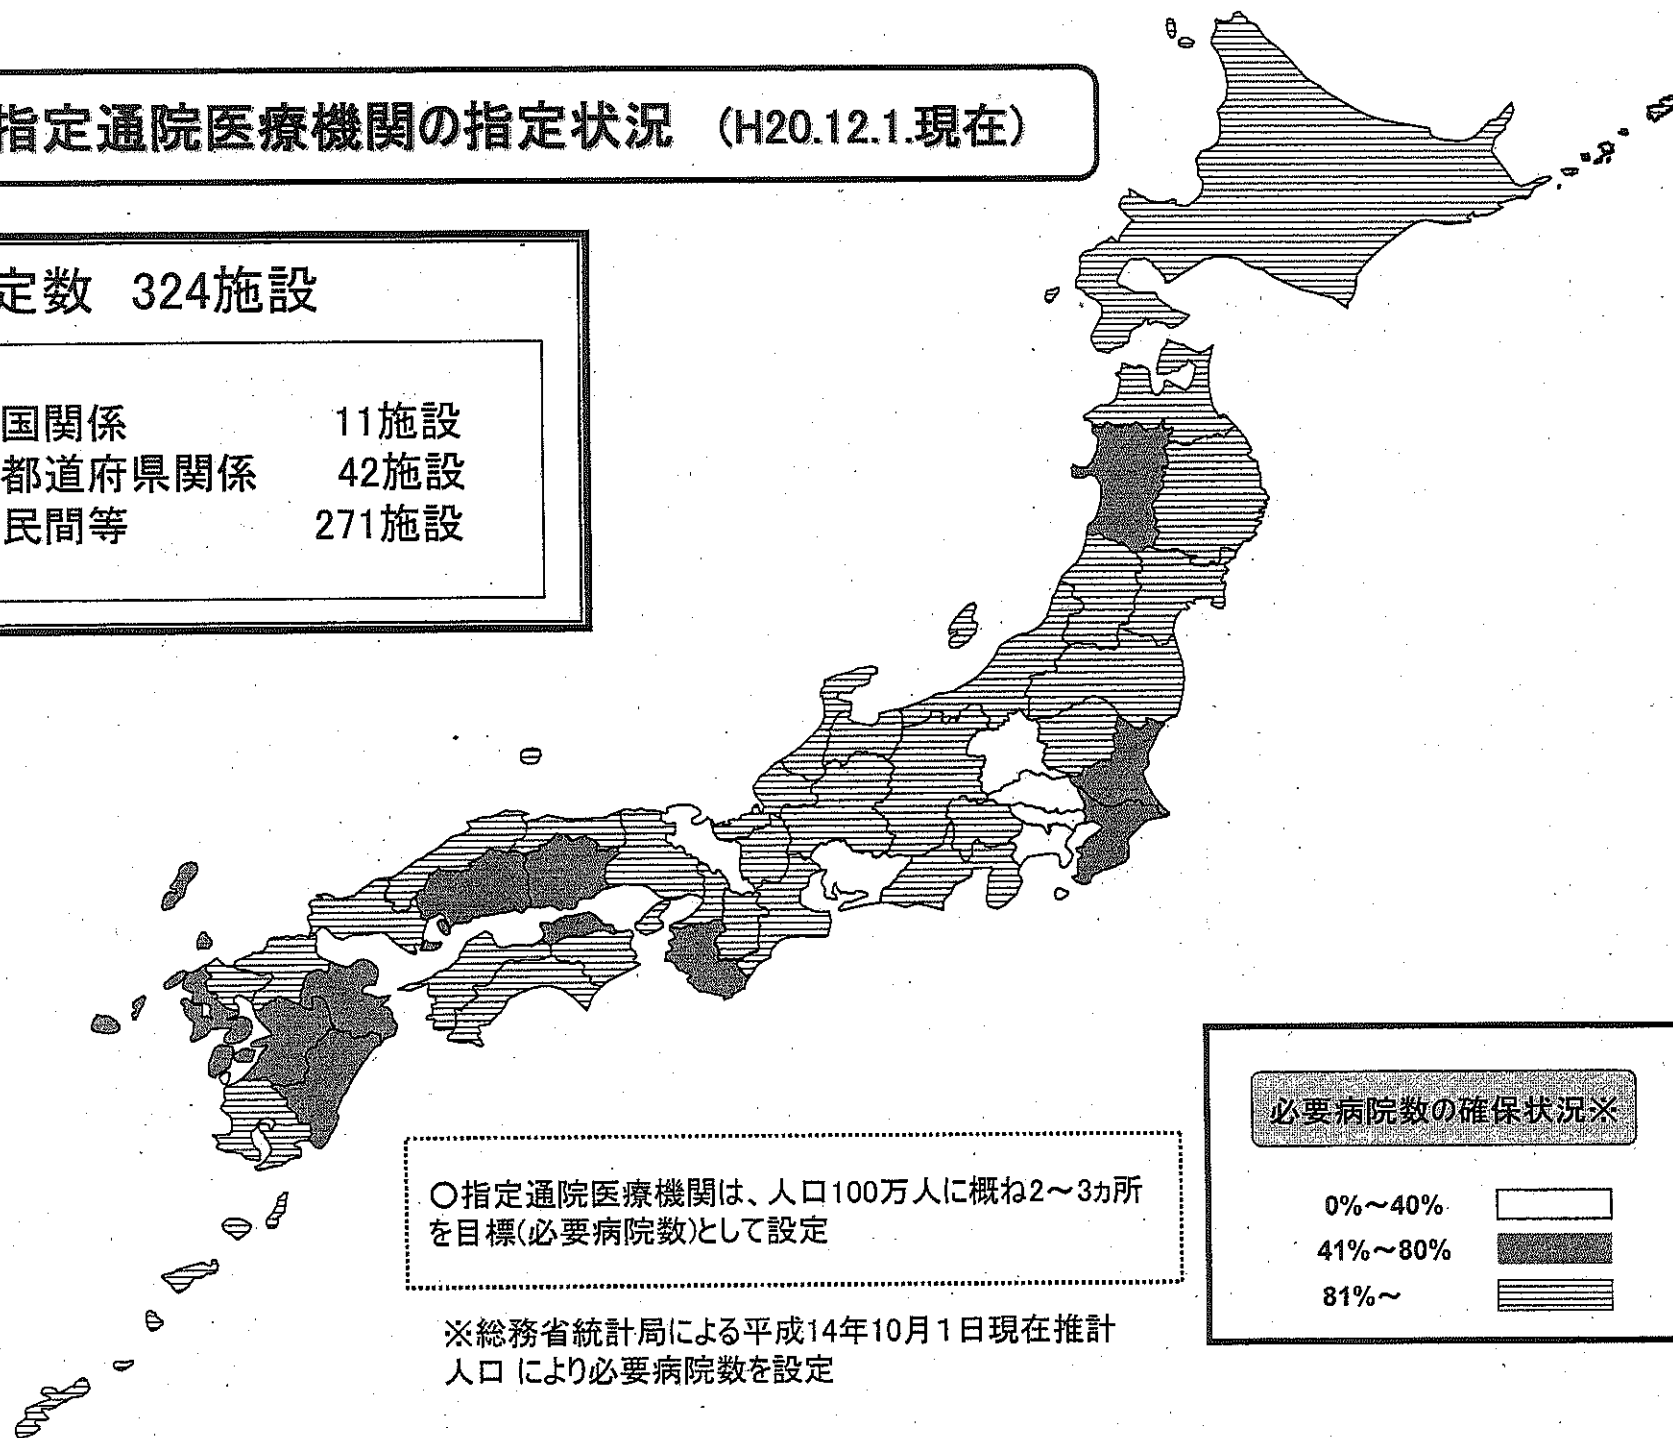 指定通院医療機関の指定状況 (H20.12.1.現在)
定数 324施設
国関係 11施設
都道府県関係 42施設
民間等 271施設
○指定通院医療機関は、人口100万人に概ね2～3ヵ所
を目標(必要病院数)として設定
※総務省統計局による平成14年10月1日現在推計
人口 により必要病院数を設定
必要病院数の確保状況※
0%～40%
41%～80%
81%～